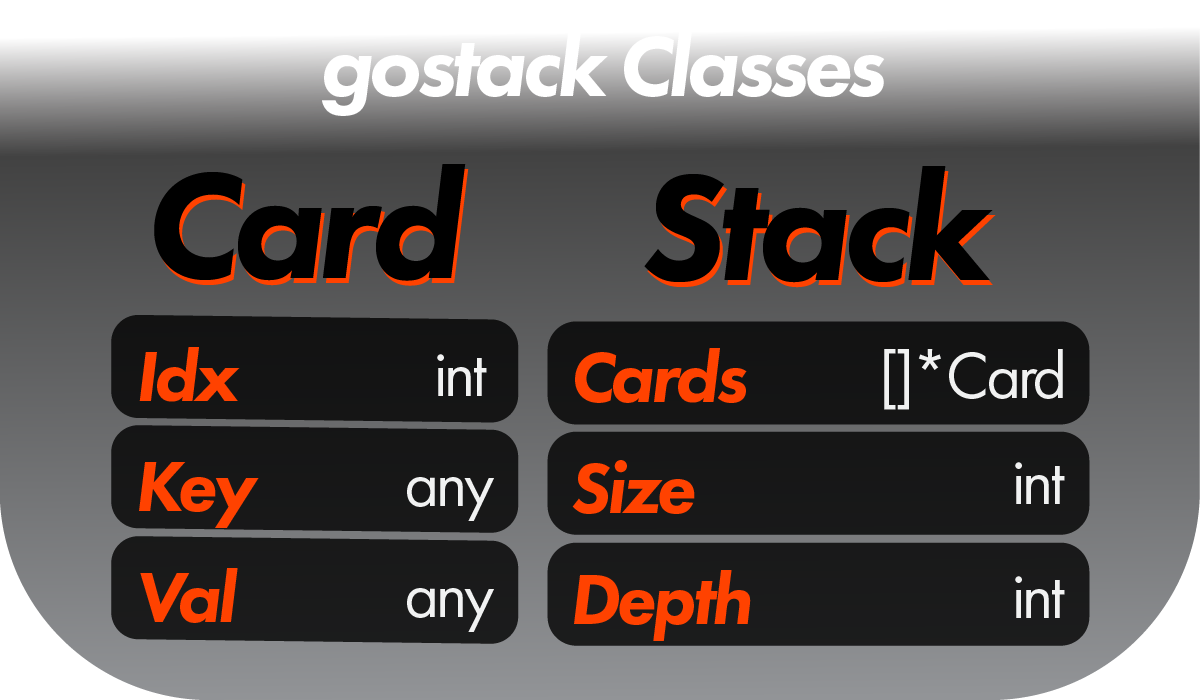 gostack Classes
Card
Idx int
Key any
Val any
Stack
Cards []*Card
Size int
Depth int